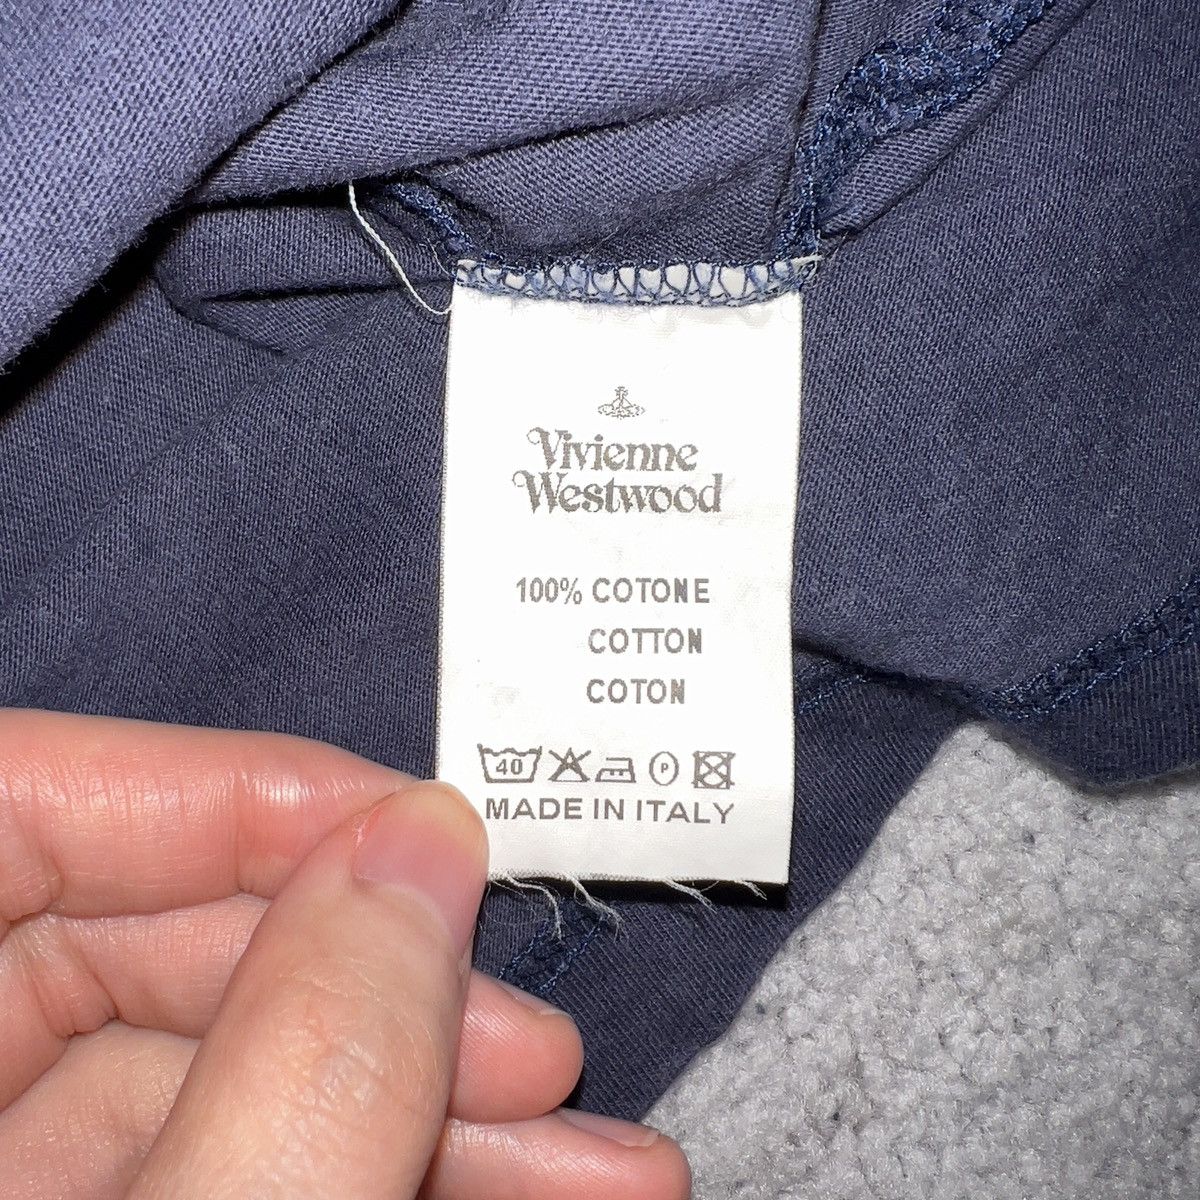 Vivienne
Westwood
100% COTONE
COTTON
COTON
40 P
MADE IN ITALY